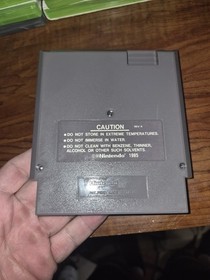 CAUTION
•DO NOT STORE IN EXTREME TEMPERATURES.
•DO NOT IMMERSE IN WATER.
•DO NOT CLEAN WITH BENZENE, THINNER,
ALCOHOL OR OTHER SUCH SOLVENTS.
©Nintendo 1985